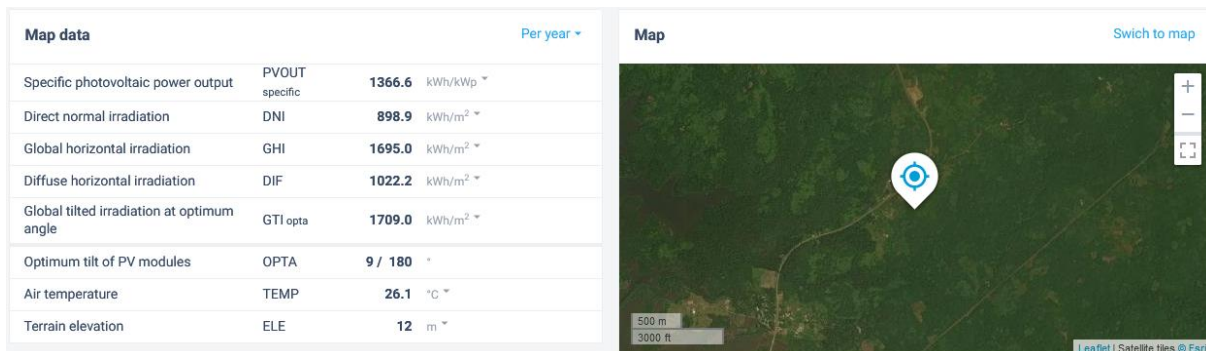 Map data Per year
Specific photovoltaic power output PVOUT specific 1366.6 kWh/kWp
Direct normal irradiation DNI 898.9 kWh/m²
Global horizontal irradiation GHI 1695.0 kWh/m²
Diffuse horizontal irradiation DIF 1022.2 kWh/m²
Global tilted irradiation at optimum angle GTI opta 1709.0 kWh/m²
Optimum tilt of PV modules OPTA 9 / 180 °
Air temperature TEMP 26.1 °C
Terrain elevation ELE 12 m
Map Swich to map
+
−
500 m
3000 ft
Leaflet | Satellite tiles © Esri